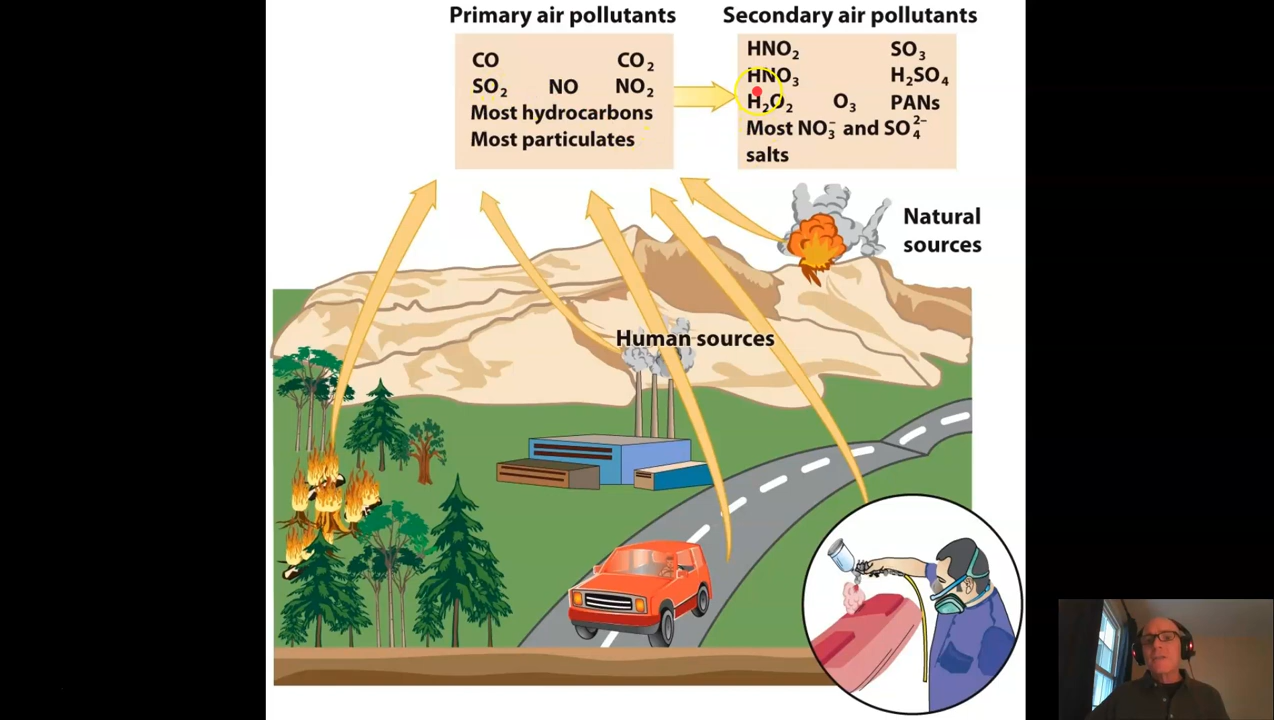 Primary air pollutants
CO CO₂
SO₂ NO NO₂
Most hydrocarbons
Most particulates
Secondary air pollutants
HNO₂ SO₃
HNO₃ H₂SO₄
H₂O₂ O₃ PANs
Most NO₃⁻ and SO₄²⁻
salts
Natural
sources
Human sources